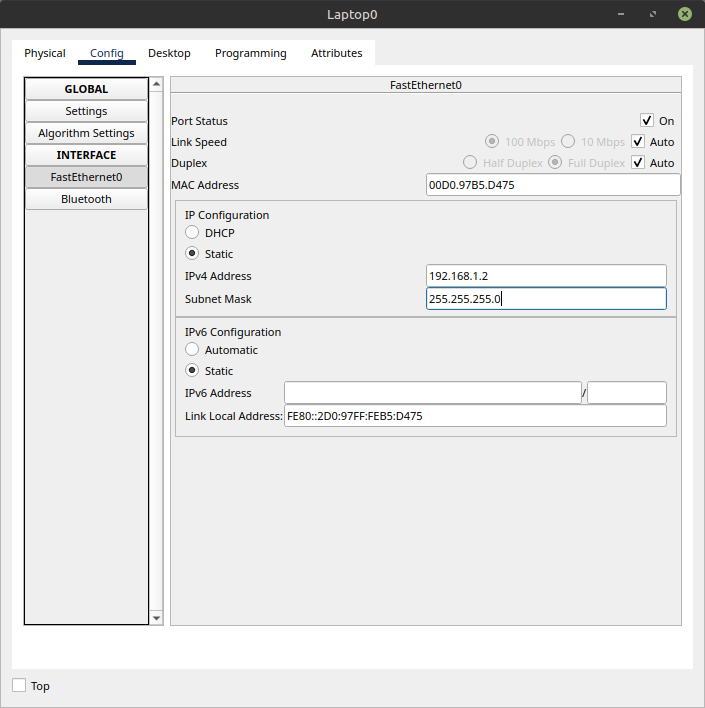 Laptop0
Physical Config Desktop Programming Attributes
GLOBAL
Settings
Algorithm Settings
INTERFACE
FastEthernet0
Bluetooth
FastEthernet0
Port Status On
Link Speed 100 Mbps 10 Mbps Auto
Duplex Half Duplex Full Duplex Auto
MAC Address 00D0.97B5.D475
IP Configuration
DHCP
Static
IPv4 Address 192.168.1.2
Subnet Mask 255.255.255.0
IPv6 Configuration
Automatic
Static
IPv6 Address /
Link Local Address: FE80::2D0:97FF:FEB5:D475
Top